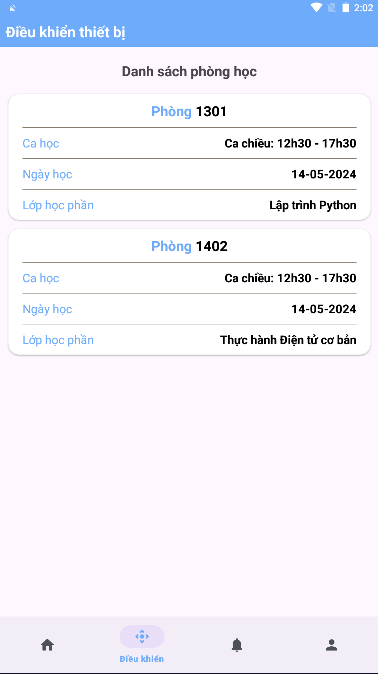 2:02
Điều khiển thiết bị
Danh sách phòng học
Phòng 1301
Ca học Ca chiều: 12h30 - 17h30
Ngày học 14-05-2024
Lớp học phần Lập trình Python
Phòng 1402
Ca học Ca chiều: 12h30 - 17h30
Ngày học 14-05-2024
Lớp học phần Thực hành Điện tử cơ bản
Điều khiển